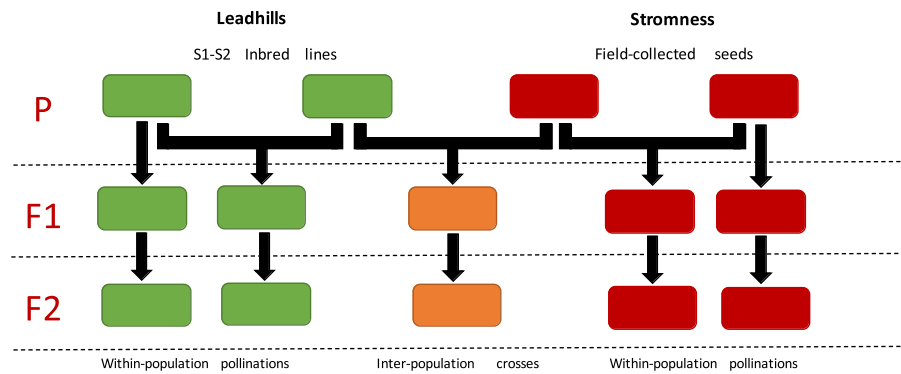 Leadhills Stromness
S1-S2 Inbred lines Field-collected seeds
P
F1
F2
Within-population pollinations Inter-population crosses Within-population pollinations